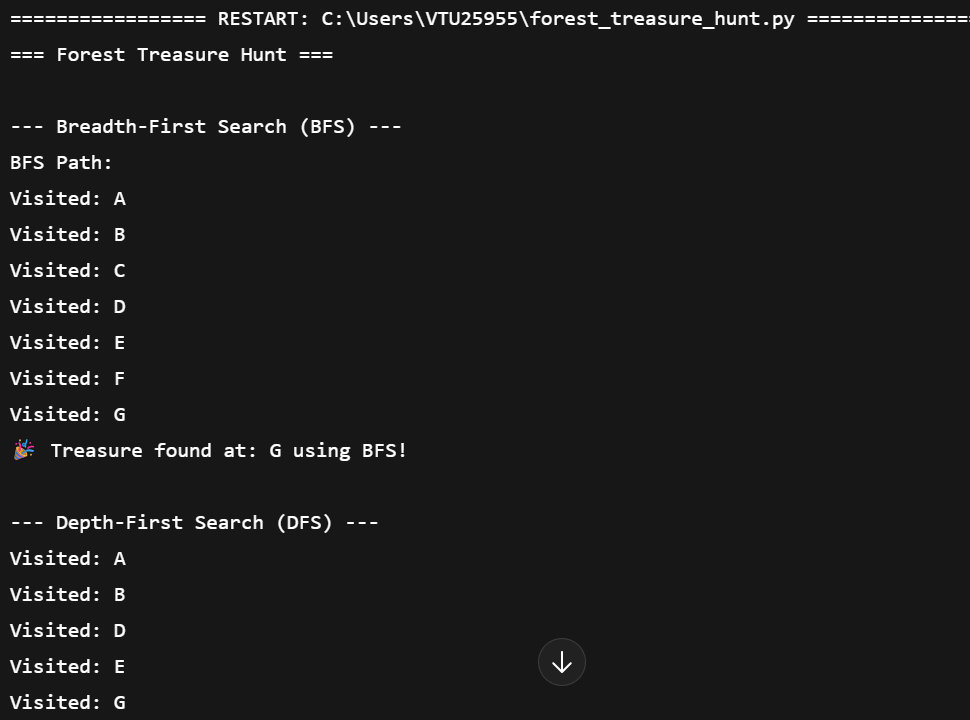 ================= RESTART: C:\Users\VTU25955\forest_treasure_hunt.py ==============
=== Forest Treasure Hunt ===
--- Breadth-First Search (BFS) ---
BFS Path:
Visited: A
Visited: B
Visited: C
Visited: D
Visited: E
Visited: F
Visited: G
🎉 Treasure found at: G using BFS!
--- Depth-First Search (DFS) ---
Visited: A
Visited: B
Visited: D
Visited: E
Visited: G